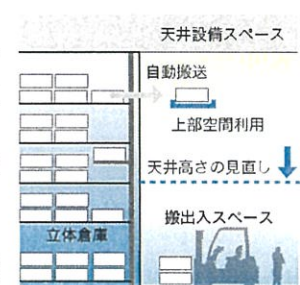 天井設備スペース
自動搬送
上部空間利用
天井高さの見直し
搬出入スペース
立体倉庫